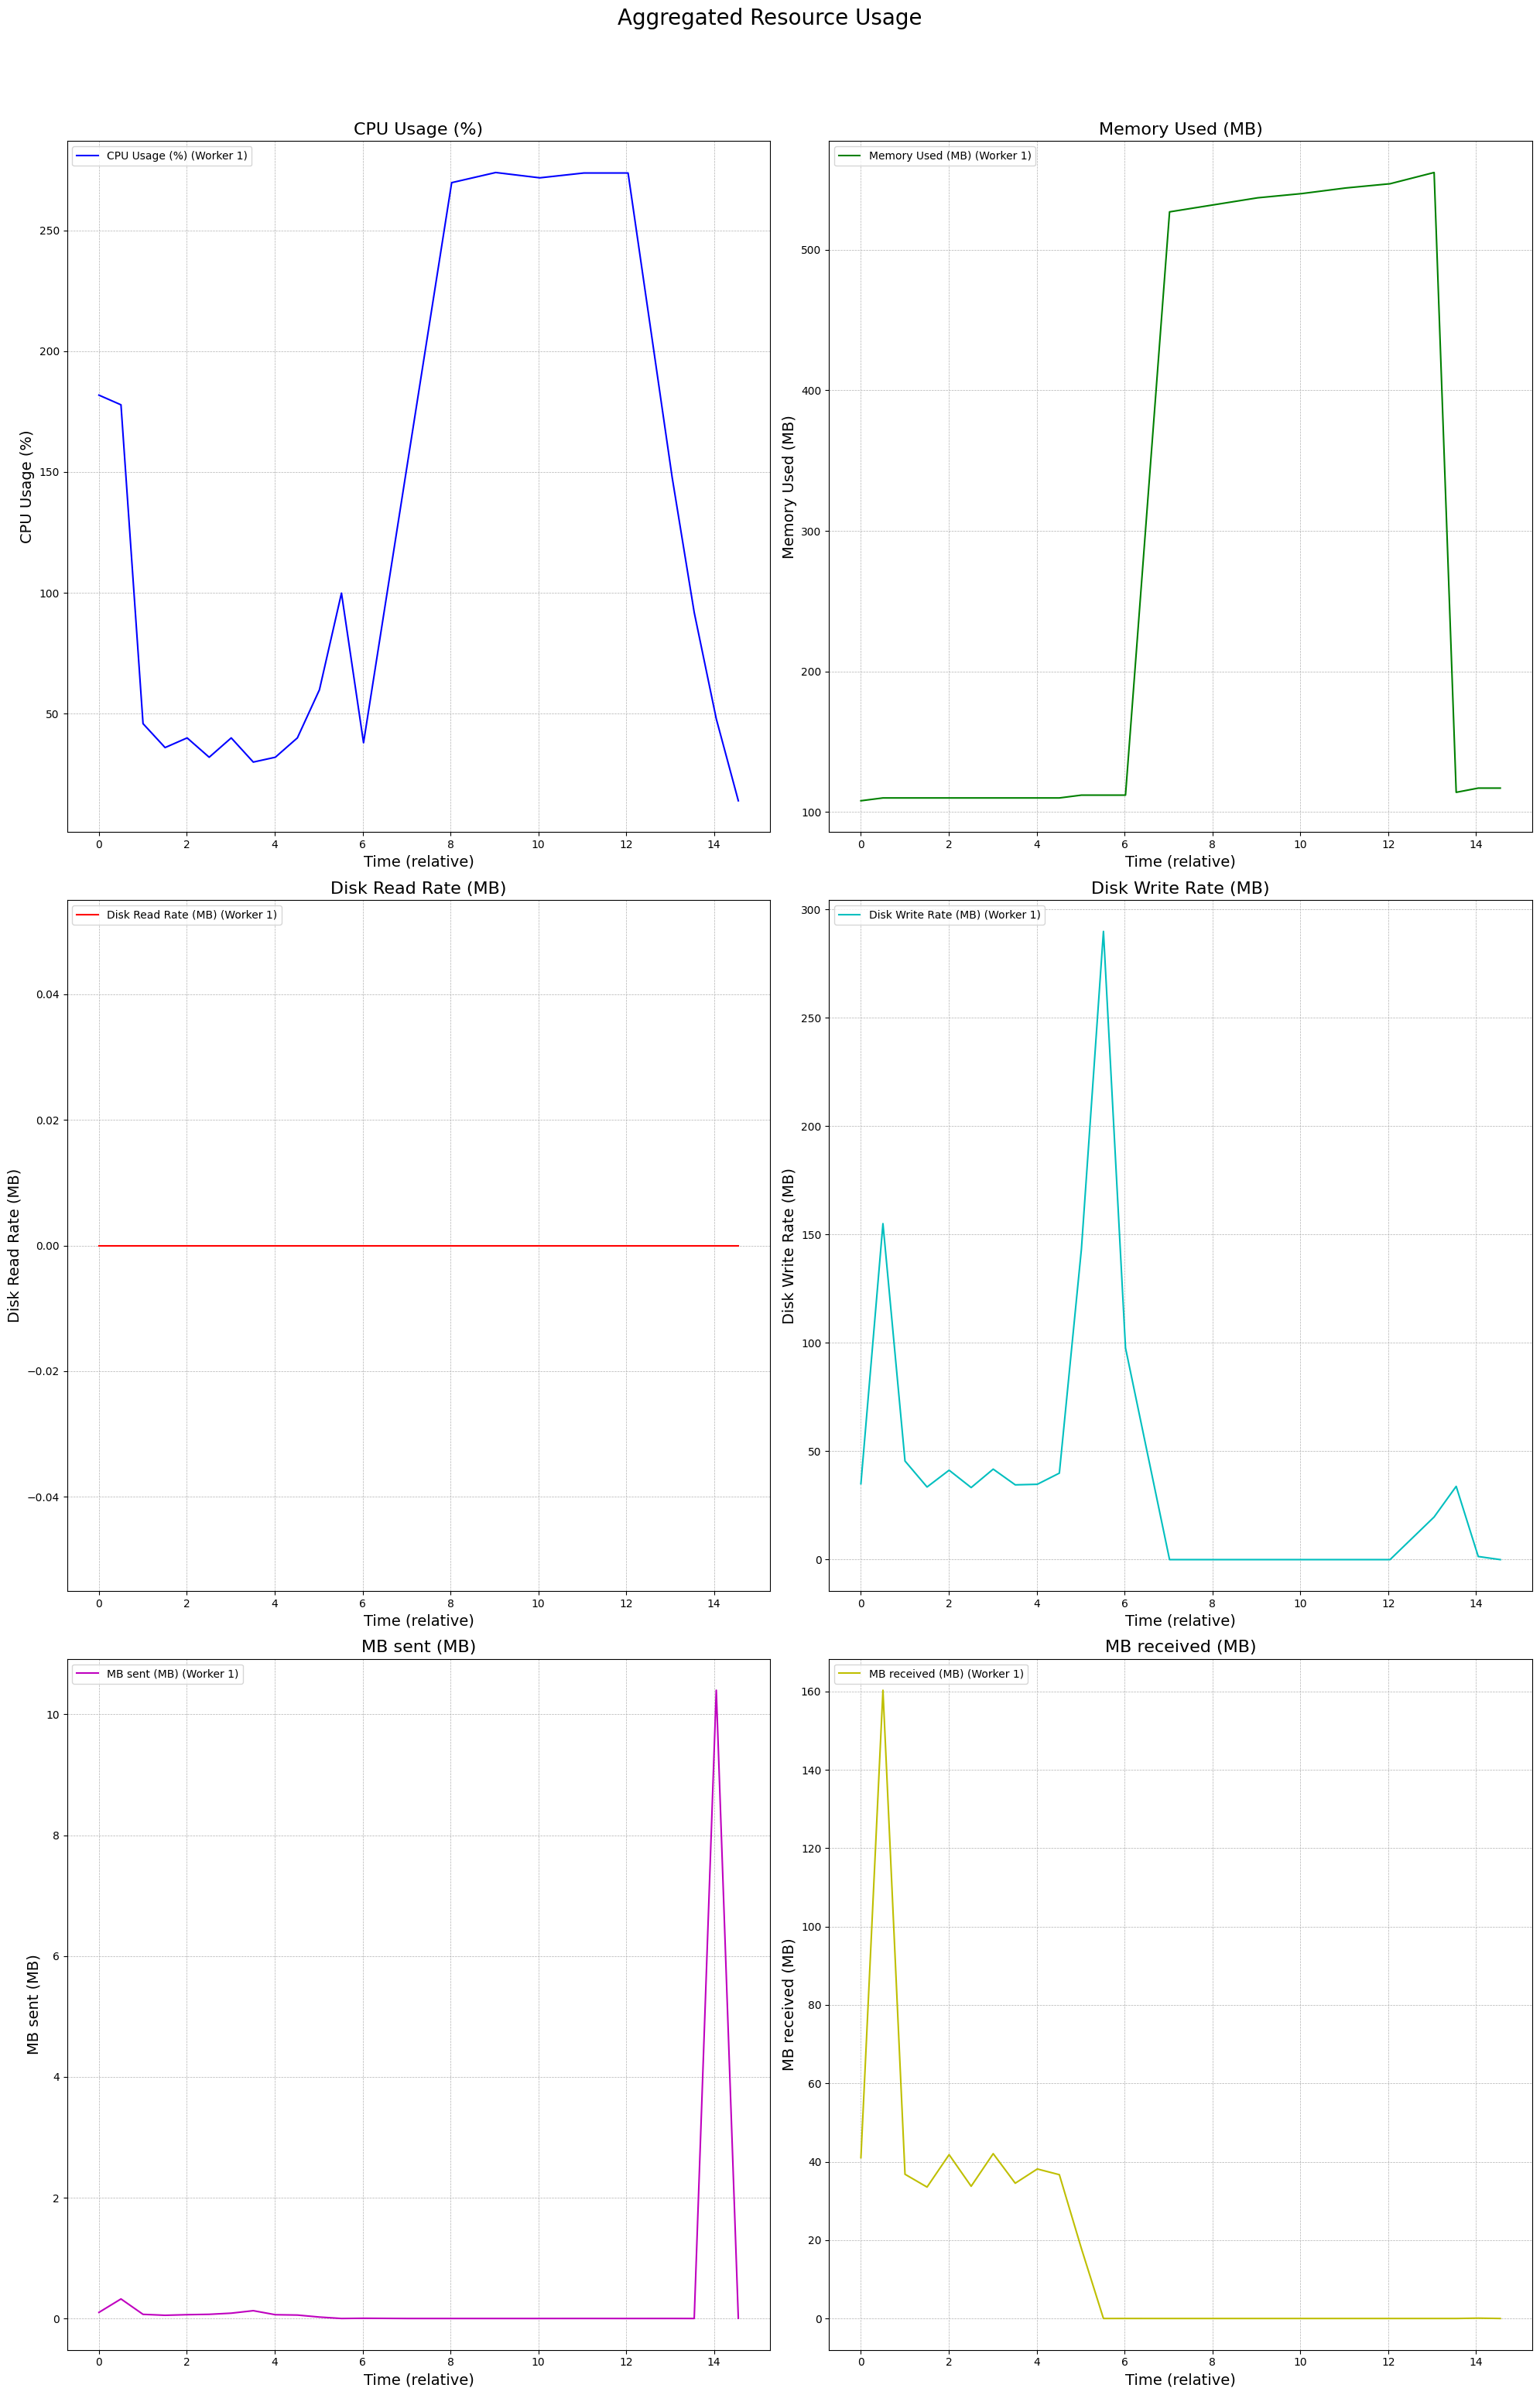 Aggregated Resource Usage
CPU Usage (%)
CPU Usage (%) (Worker 1)
CPU Usage (%)
250
200
150
100
50
0 2 4 6 8 10 12 14
Time (relative)
Memory Used (MB)
Memory Used (MB) (Worker 1)
Memory Used (MB)
500
400
300
200
100
0 2 4 6 8 10 12 14
Time (relative)
Disk Read Rate (MB)
Disk Read Rate (MB) (Worker 1)
Disk Read Rate (MB)
0.04
0.02
0.00
−0.02
−0.04
0 2 4 6 8 10 12 14
Time (relative)
Disk Write Rate (MB)
Disk Write Rate (MB) (Worker 1)
Disk Write Rate (MB)
300
250
200
150
100
50
0
0 2 4 6 8 10 12 14
Time (relative)
MB sent (MB)
MB sent (MB) (Worker 1)
MB sent (MB)
10
8
6
4
2
0
0 2 4 6 8 10 12 14
Time (relative)
MB received (MB)
MB received (MB) (Worker 1)
MB received (MB)
160
140
120
100
80
60
40
20
0
0 2 4 6 8 10 12 14
Time (relative)